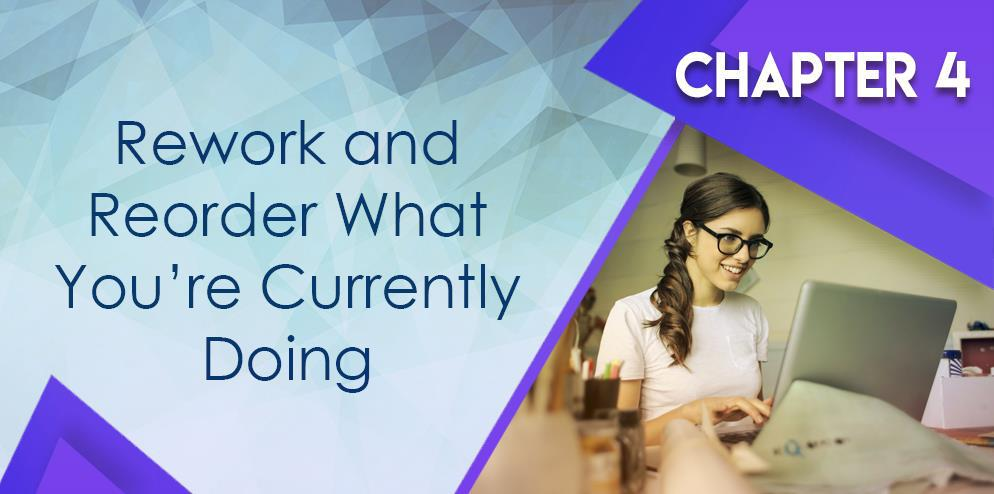 CHAPTER 4
Rework and
Reorder What
You’re Currently
Doing